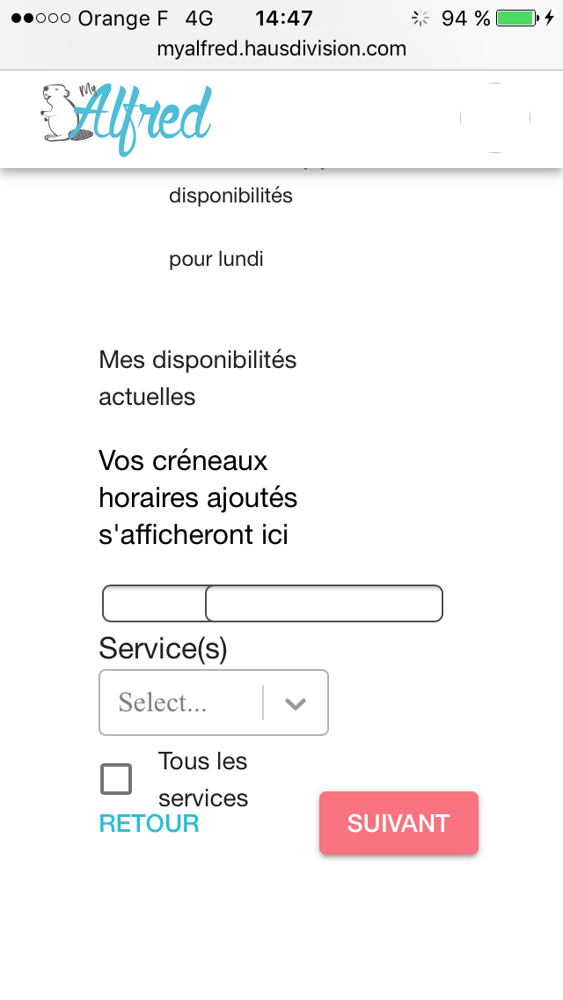 Orange F 4G 14:47 94 %
myalfred.hausdivision.com
My Alfred
disponibilités
pour lundi
Mes disponibilités
actuelles
Vos créneaux
horaires ajoutés
s'afficheront ici
Service(s)
Select...
Tous les
services
RETOUR
SUIVANT